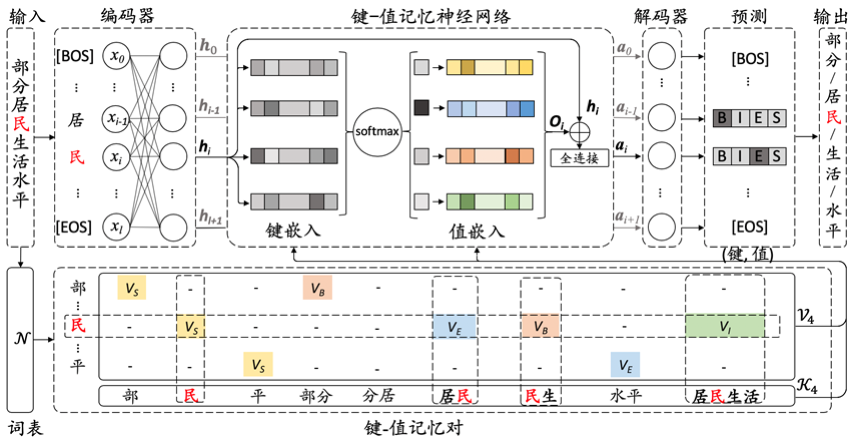 输入 编码器 键-值记忆神经网络 解码器 预测 输出
部分居民生活水平
[BOS] x0 h0 a0 [BOS]
⋮ ⋮ ⋮ ⋮ ⋮
居 xi-1 hi-1 ai-1 B I E S
民 xi hi ai B I E S
⋮ ⋮ ⋮ ⋮ ⋮
[EOS] xl hl+1 ai+1 [EOS]
softmax
Oi hi
全连接
键嵌入 值嵌入
部分/居民/生活/水平
(键, 值)
𝒩
部 VS - - VB - - - - -
⋮
民 - VS - - - VE VB - VI 𝒱4
⋮
平 - - VS - - - - VE -
部 民 平 部分 分居 居民 民生 水平 居民生活 𝒦4
词表 键-值记忆对